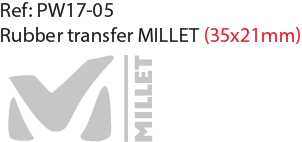 Ref: PW17-05
Rubber transfer MILLET (35x21mm)
MILLET